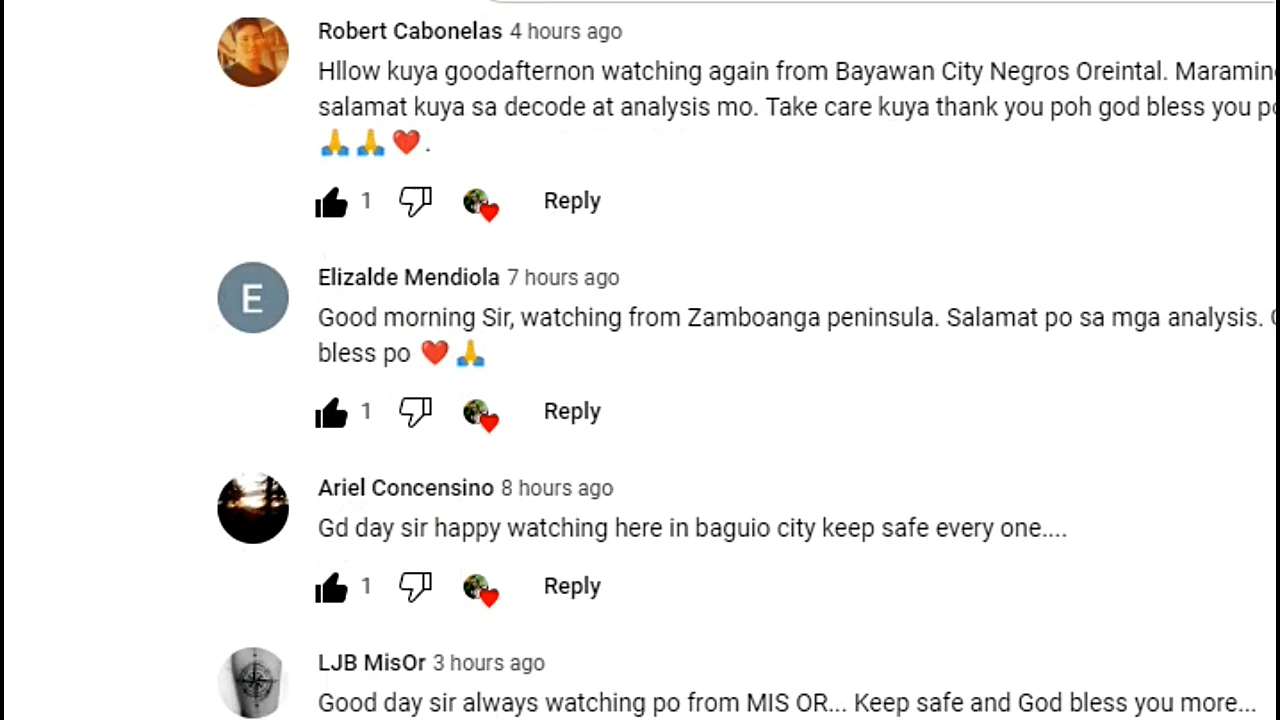 Robert Cabonelas 4 hours ago
Hllow kuya goodafternon watching again from Bayawan City Negros Oreintal.
salamat kuya sa decode at analysis mo. Take care kuya thank you poh god bless you
🙏🙏❤️.
1 Reply
E
Elizalde Mendiola 7 hours ago
Good morning Sir, watching from Zamboanga peninsula. Salamat po sa mga analysis.
bless po ❤️🙏
1 Reply
Ariel Concensino 8 hours ago
Gd day sir happy watching here in baguio city keep safe every one....
1 Reply
LJB MisOr 3 hours ago
Good day sir always watching po from MIS OR... Keep safe and God bless you more...